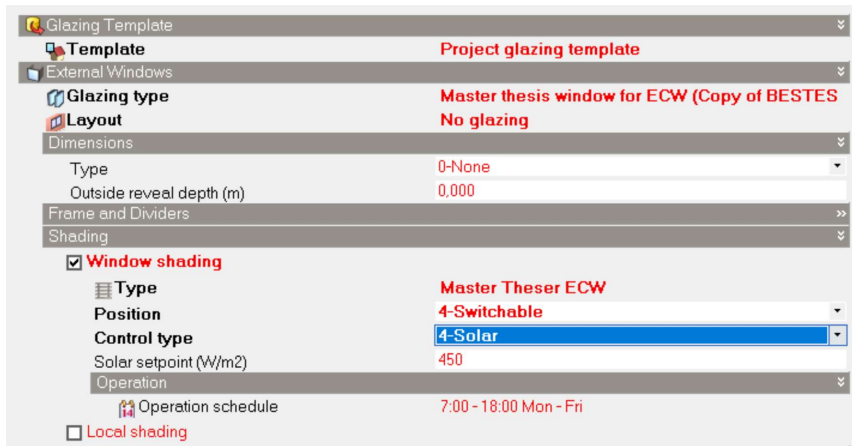 Glazing Template
Template Project glazing template
External Windows
Glazing type Master thesis window for ECW (Copy of BESTES
Layout No glazing
Dimensions
Type 0-None
Outside reveal depth (m) 0,000
Frame and Dividers
Shading
Window shading
Type Master Theser ECW
Position 4-Switchable
Control type 4-Solar
Solar setpoint (W/m2) 450
Operation
14
Operation schedule 7:00 - 18:00 Mon - Fri
Local shading